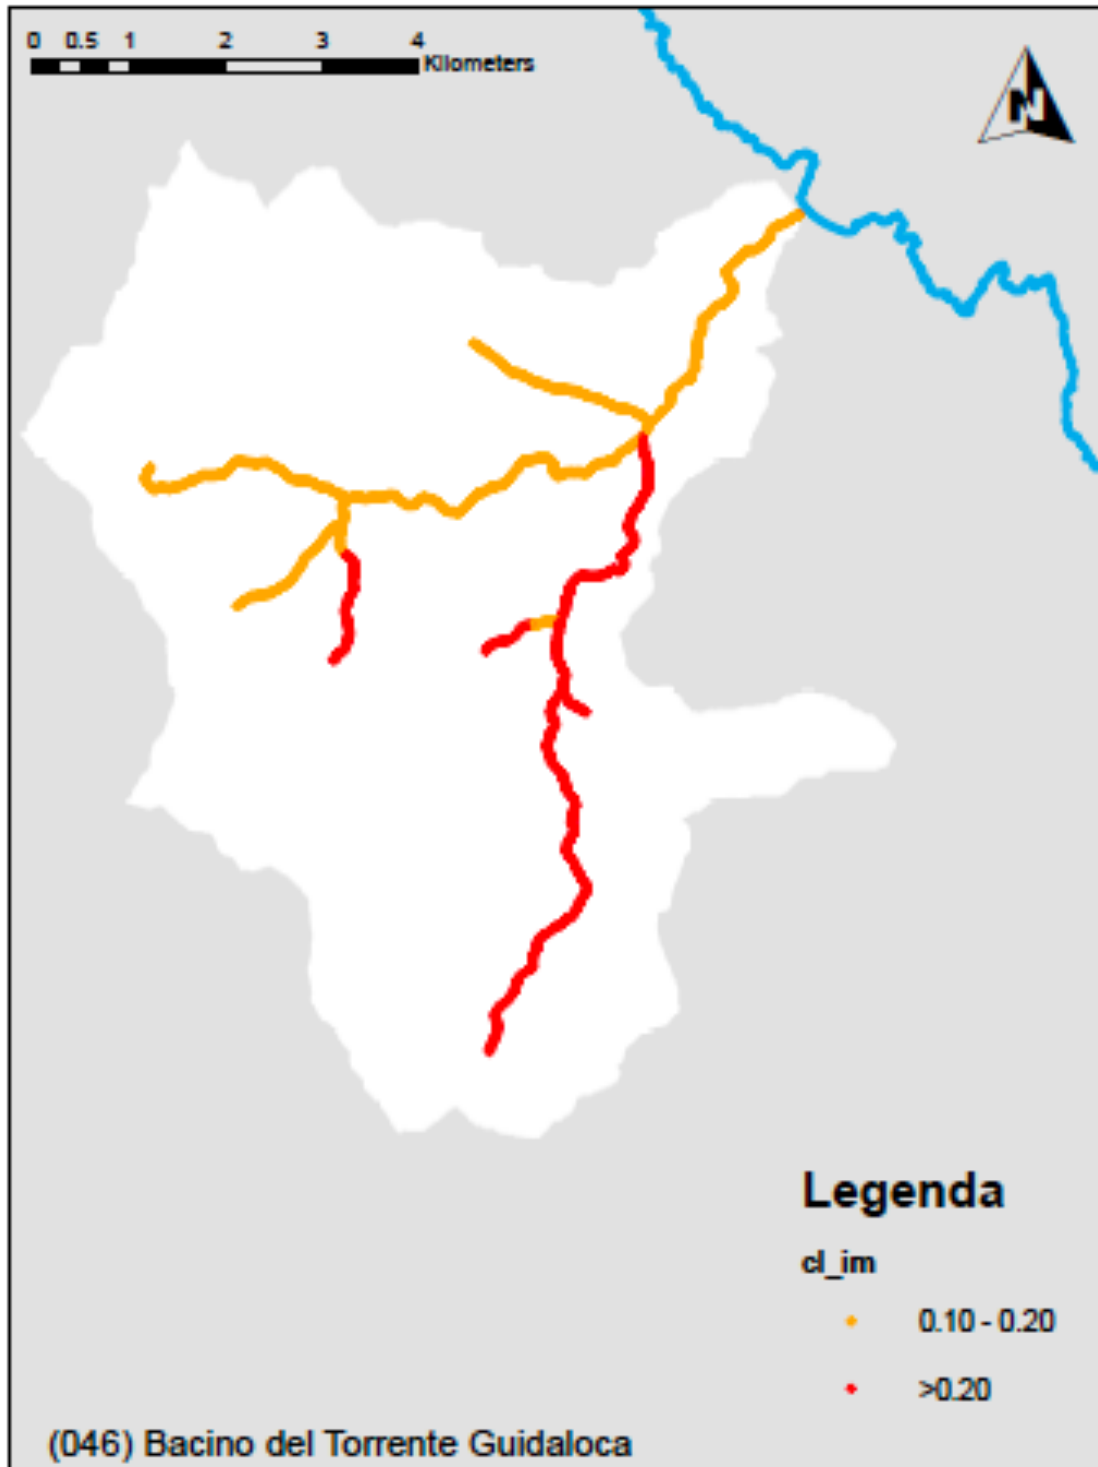 0 0.5 1 2 3 4
Kilometers
N
Legenda
cl_im
0.10 - 0.20
>0.20
(046) Bacino del Torrente Guidaloca